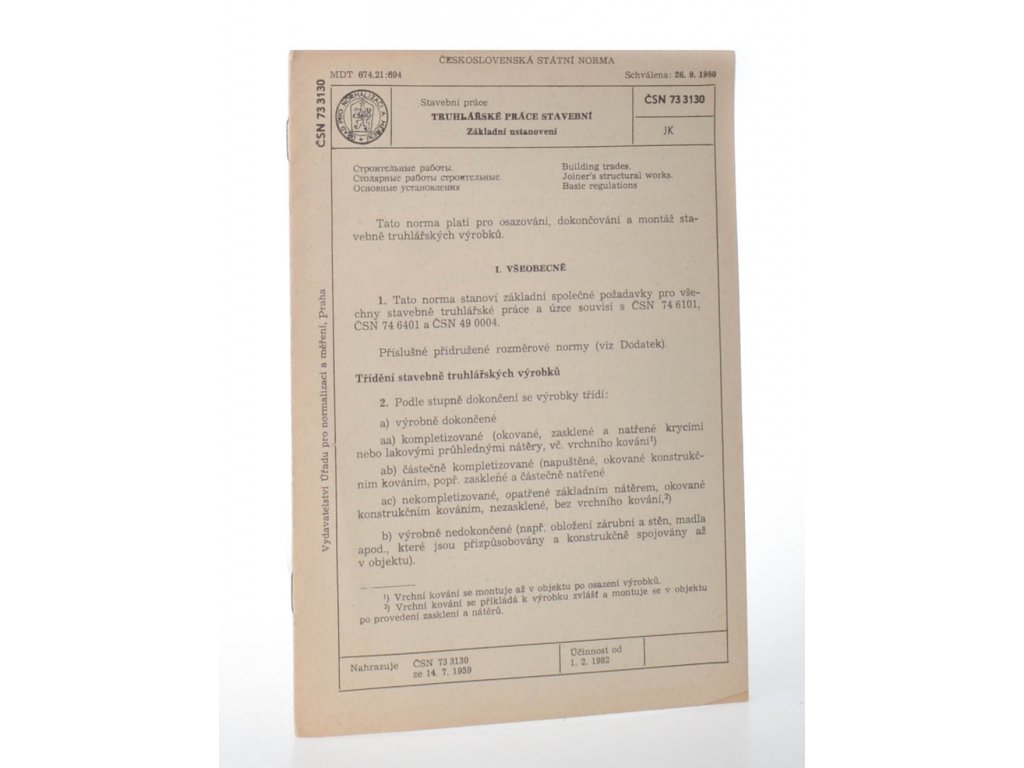 ČESKOSLOVENSKÁ STÁTNÍ NORMA
MDT 674.21:694
Schválena: 26. 9. 1980
ČSN 73 3130
ÚŘAD PRO NORMALIZACI A MĚŘENÍ
Stavební práce
TRUHLÁŘSKÉ PRÁCE STAVEBNÍ
Základní ustanovení
ČSN 73 3130
JK
Строительные работы.
Столярные работы строительные.
Основные установления
Building trades.
Joiner's structural works.
Basic regulations
Tato norma platí pro osazování, dokončování a montáž sta-
vebně truhlářských výrobků.
I. VŠEOBECNĚ
1. Tato norma stanoví základní společné požadavky pro vše-
chny stavebně truhlářské práce a úzce souvisí s ČSN 74 6101,
ČSN 74 6401 a ČSN 49 0004.
Příslušné přidružené rozměrové normy (viz Dodatek).
Třídění stavebně truhlářských výrobků
2. Podle stupně dokončení se výrobky třídí:
a) výrobně dokončené
aa) kompletizované (okované, zasklené a natřené krycími
nebo lakovými průhlednými nátěry, vč. vrchního kování¹)
ab) částečně kompletizované (napuštěné, okované konstrukč-
ním kováním, popř. zasklené a částečně natřené
ac) nekompletizované, opatřené základním nátěrem, okované
konstrukčním kováním, nezasklené, bez vrchního kování,²)
b) výrobně nedokončené (např. obložení zárubní a stěn, madla
apod., které jsou přizpůsobovány a konstrukčně spojovány až
v objektu).
¹) Vrchní kování se montuje až v objektu po osazení výrobků.
²) Vrchní kování se přikládá k výrobku zvlášť a montuje se v objektu
po provedení zasklení a nátěrů.
Vydavatelství Úřadu pro normalizaci a měření, Praha
Nahrazuje
ČSN 73 3130
ze 14. 7. 1959
Účinnost od
1. 2. 1982